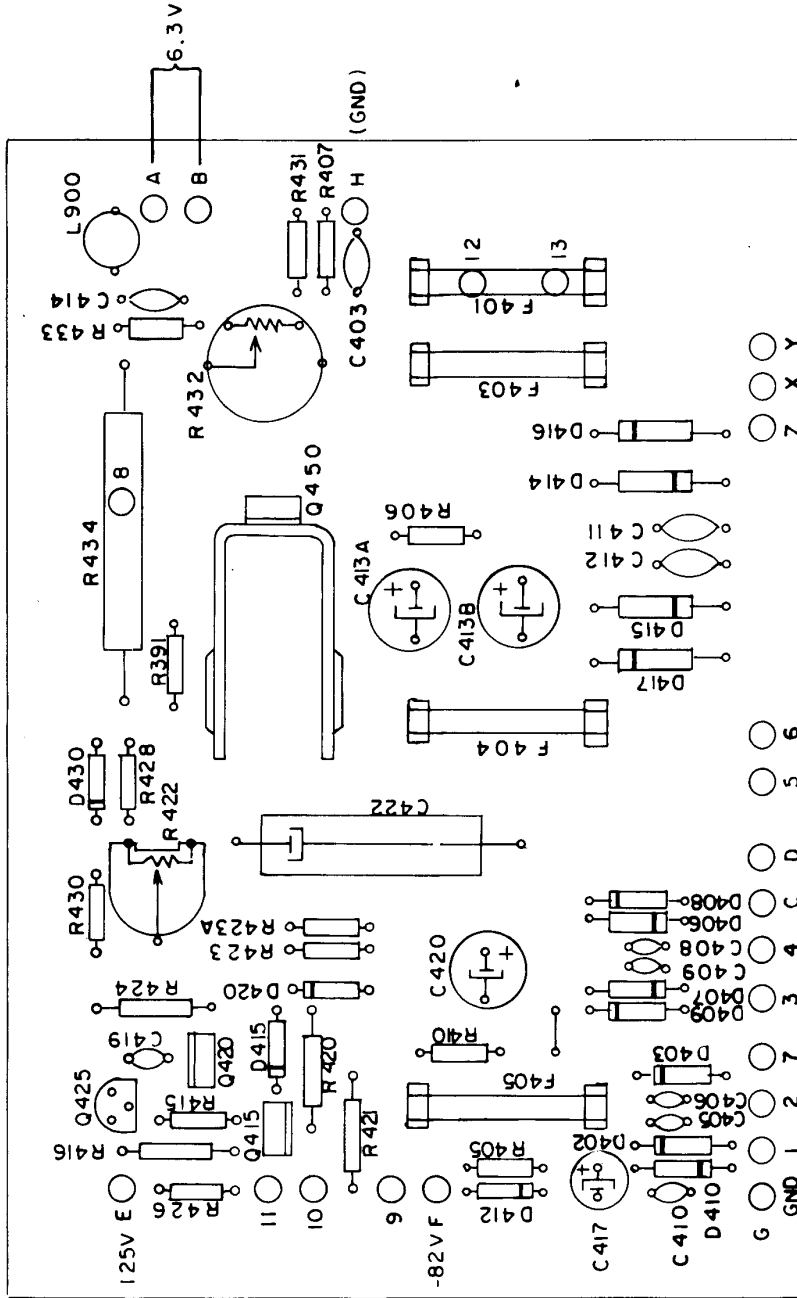 6.3V
A
B
(GND)
L900
H
R431
R407
C414
R433
C403
R432
12
13
F401
F403
Y
X
7
D416
D414
C411
C412
D415
D417
8
R434
Q450
R406
C413A
C413B
R391
F404
D430
R428
R422
C422
6
5
D
C
4
3
7
2
1
GND
G
R430
R423A
R423
D420
C420
D408
D406
C408
C409
D407
D409
R424
C419
Q420
D415
R420
R410
F405
D403
C406
C405
D402
Q425
R415
R416
Q415
R421
R405
D412
C417
C410
D410
R426
125V E
11
10
9
-82V F